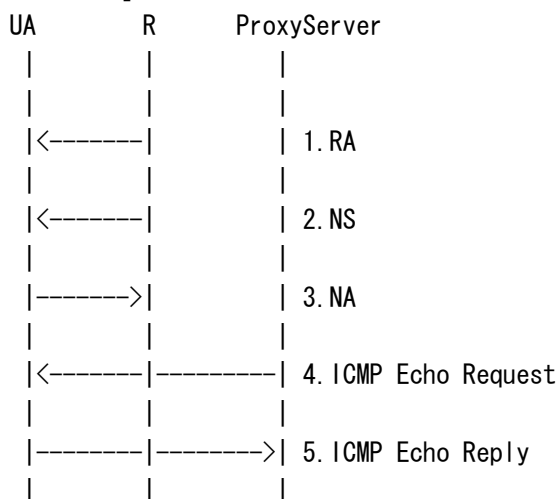 UA R ProxyServer
| | |
| | |
|<-------| | 1.RA
| | |
|<-------| | 2.NS
| | |
|------->| | 3.NA
| | |
|<-------|---------| 4.ICMP Echo Request
| | |
|--------|-------->| 5.ICMP Echo Reply
| | |